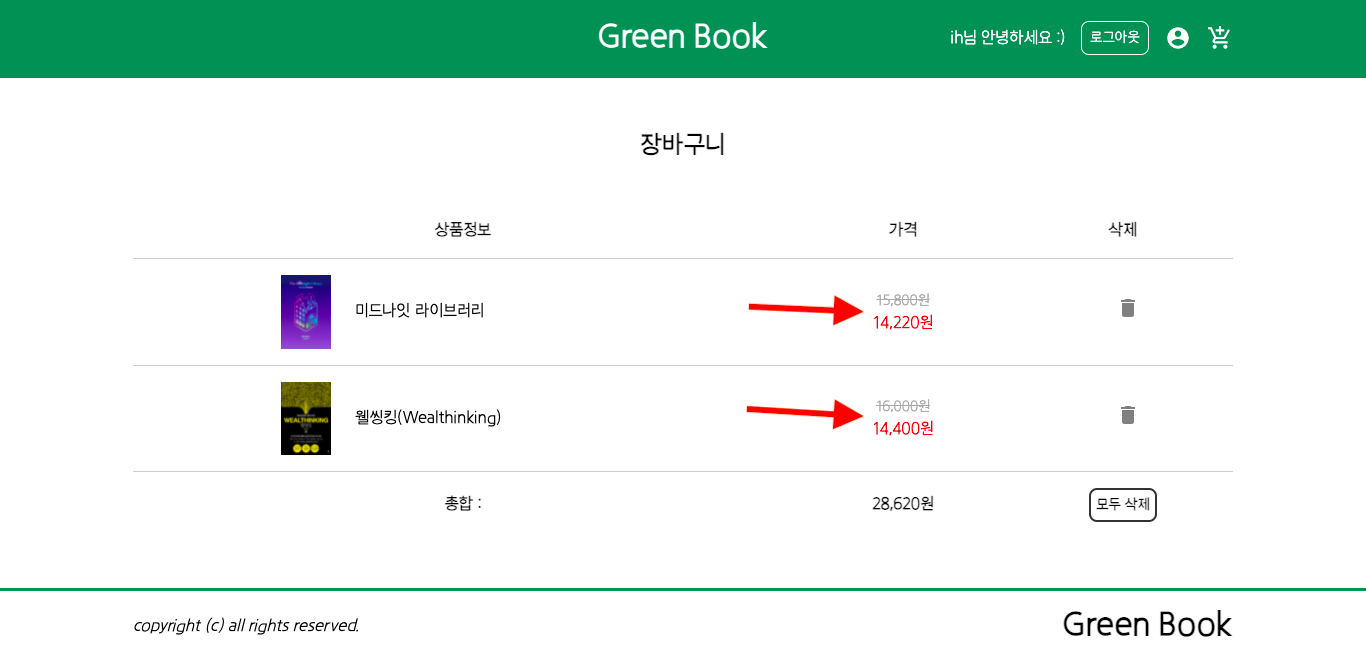 Green Book
ih님 안녕하세요 :) 로그아웃
장바구니
상품정보 가격 삭제
15,800원
미드나잇 라이브러리
14,220원
16,000원
웰씽킹(Wealthinking)
14,400원
WEALTHINKING
총합 : 28,620원 모두 삭제
copyright (c) all rights reserved. Green Book